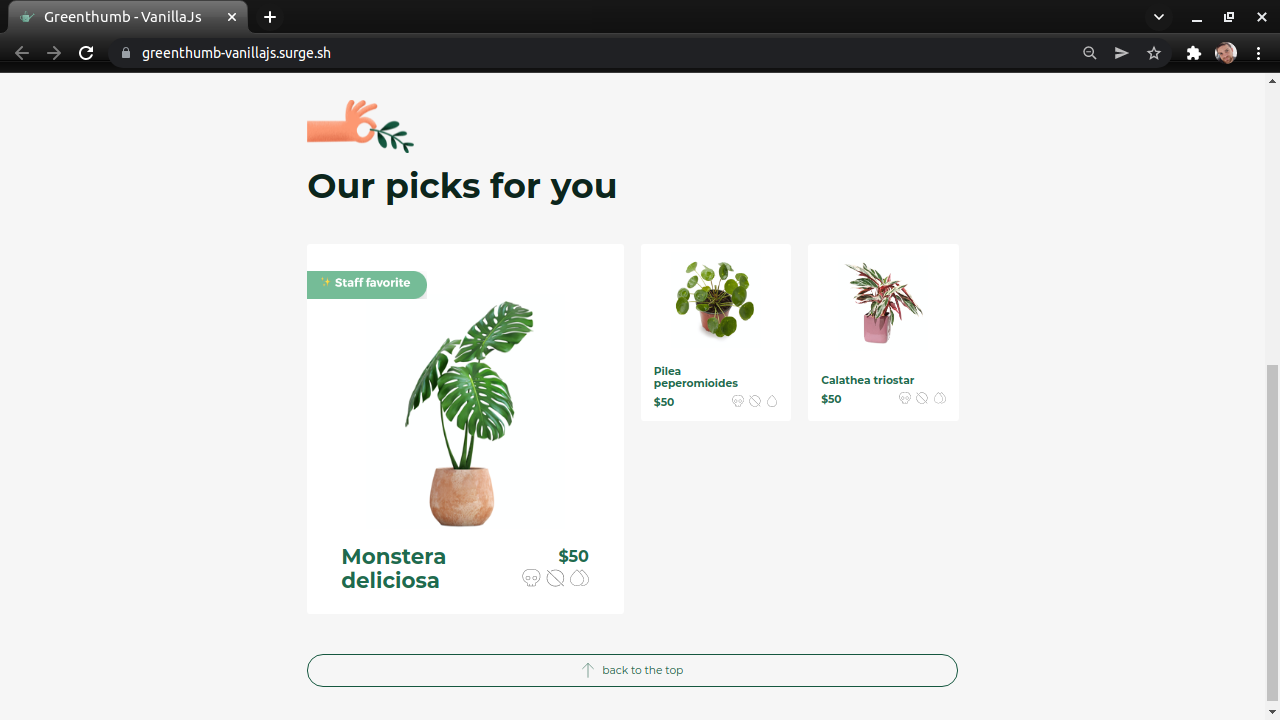 Greenthumb - VanillaJs
greenthumb-vanillajs.surge.sh
Our picks for you
✨ Staff favorite
Monstera
deliciosa
$50
Pilea
peperomioides
$50
Calathea triostar
$50
back to the top